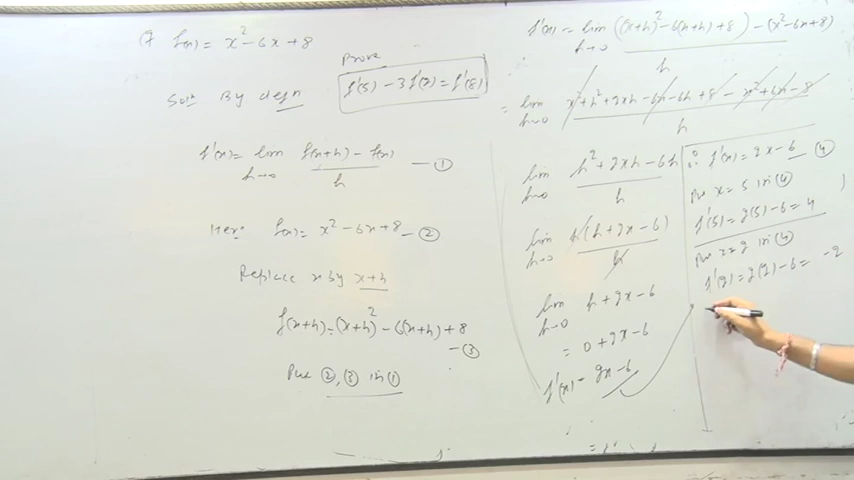 If f(x) = x² - 6x + 8
Prove
f'(5) - 3f'(2) = f'(8)
Soln By defn
f'(x) = lim h→0 f(x+h) - f(x) / h — ①
Here f(x) = x² - 6x + 8 — ②
Replace x by x+h
f(x+h) = (x+h)² - 6(x+h) + 8 — ③
Put ②, ③ in ①
f'(x) = lim h→0 ((x+h)² - 6(x+h) + 8) - (x² - 6x + 8) / h
= lim h→0 x² + h² + 2xh - 6x - 6h + 8 - x² + 6x - 8 / h
lim h→0 h² + 2xh - 6h / h
lim h→0 h(h + 2x - 6) / h
lim h→0 h + 2x - 6
= 0 + 2x - 6
f'(x) = 2x - 6
∴ f'(x) = 2x - 6 — ④
Put x = 5 in ④
f'(5) = 2(5) - 6 = 4
Put x = 2 in ④
f'(2) = 2(2) - 6 = -2